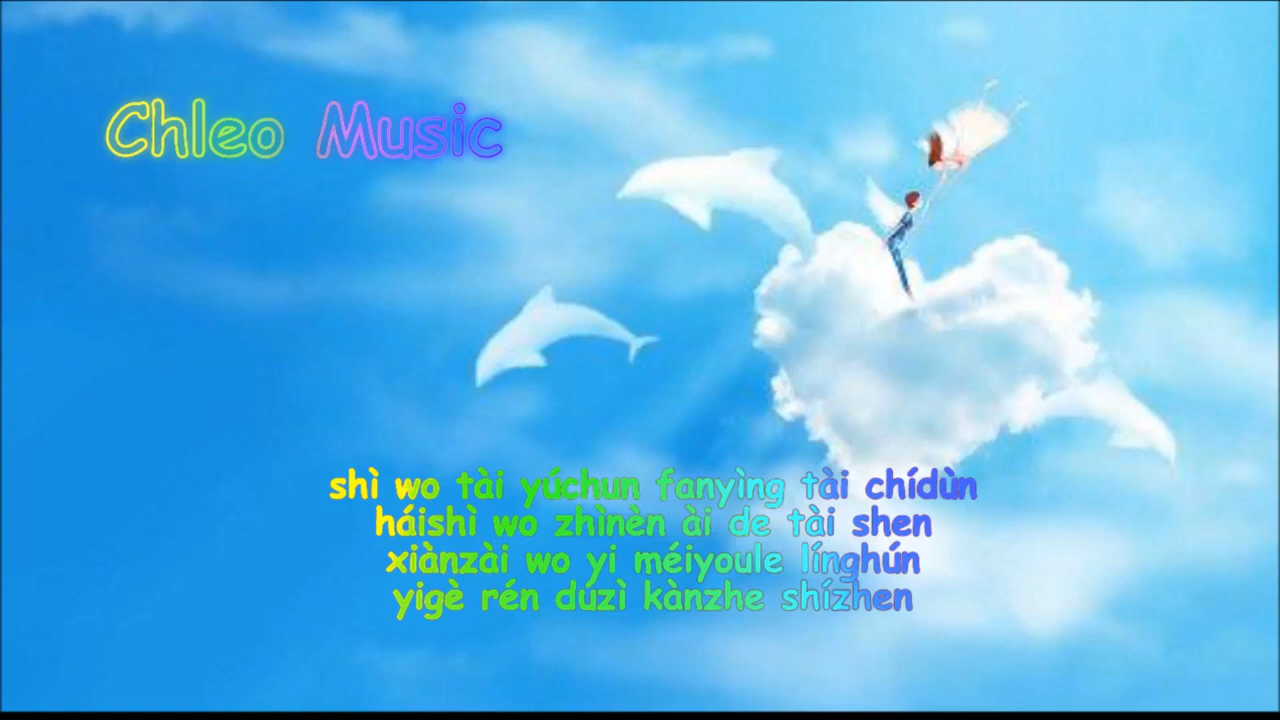 Chleo Music
shì wo tài yúchun fanyìng tài chídùn
háishì wo zhìnèn ài de tài shen
xiànzài wo yi méiyoule línghún
yigè rén dúzì kànzhe shízhen